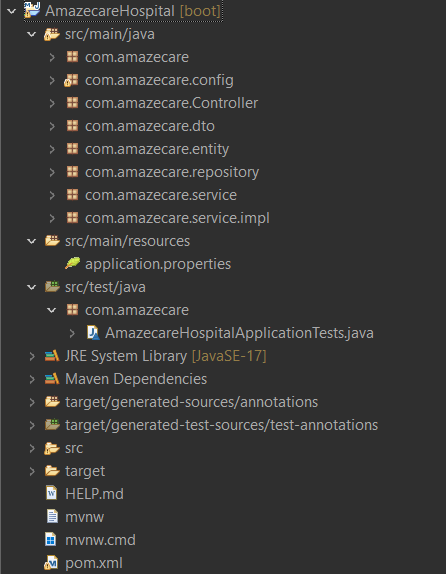 AmazecareHospital [boot]
src/main/java
com.amazecare
com.amazecare.config
com.amazecare.Controller
com.amazecare.dto
com.amazecare.entity
com.amazecare.repository
com.amazecare.service
com.amazecare.service.impl
src/main/resources
application.properties
src/test/java
com.amazecare
AmazecareHospitalApplicationTests.java
JRE System Library [JavaSE-17]
Maven Dependencies
target/generated-sources/annotations
target/generated-test-sources/test-annotations
src
target
HELP.md
mvnw
mvnw.cmd
pom.xml